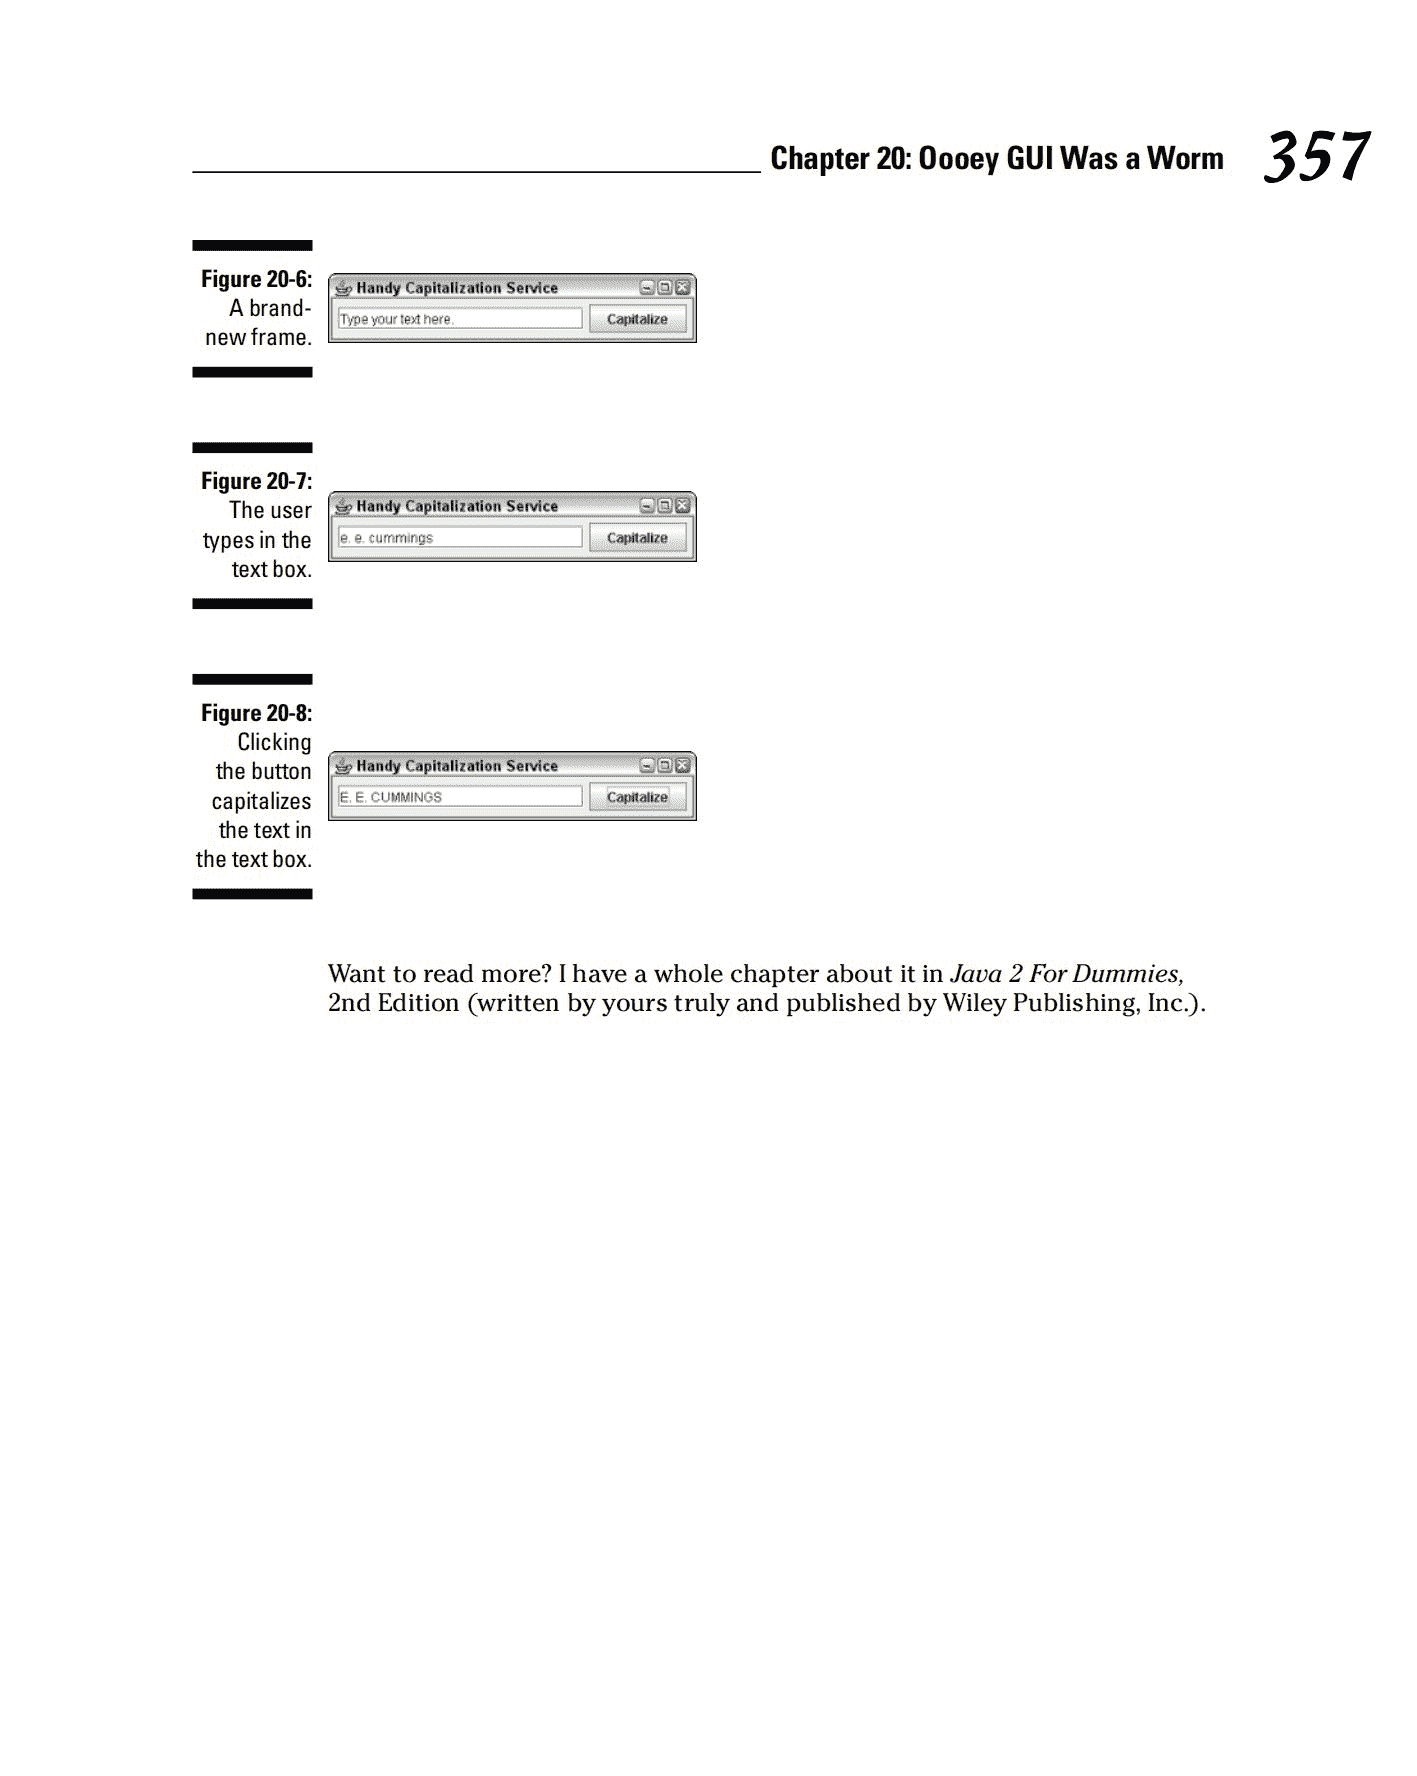 Chapter 20: Oooey GUI Was a Worm 357
Figure 20-6:
A brand-
new frame.
Handy Capitalization Service
Type your text here.
Capitalize
Figure 20-7:
The user
types in the
text box.
Handy Capitalization Service
e. e. cummings
Capitalize
Figure 20-8:
Clicking
the button
capitalizes
the text in
the text box.
Handy Capitalization Service
E. E. CUMMINGS
Capitalize
Want to read more? I have a whole chapter about it in Java 2 For Dummies,
2nd Edition (written by yours truly and published by Wiley Publishing, Inc.).